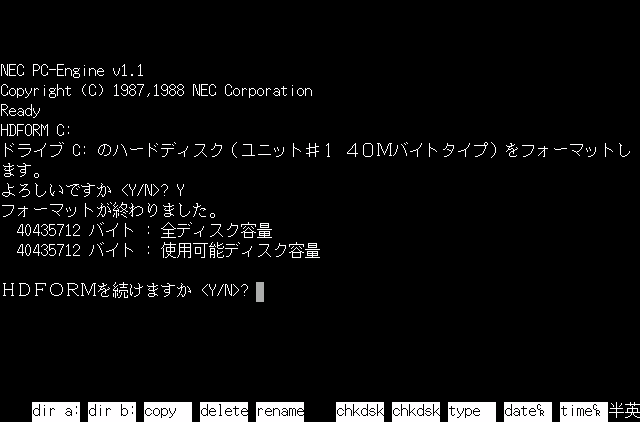 NEC PC-Engine v1.1
Copyright (C) 1987,1988 NEC Corporation
Ready
HDFORM C:
ドライブ C: のハードディスク(ユニット＃１ ４０Mバイトタイプ)をフォーマットし
ます。
よろしいですか <Y/N>? Y
フォーマットが終わりました。
40435712 バイト : 全ディスク容量
40435712 バイト : 使用可能ディスク容量
ＨＤＦＯＲＭを続けますか <Y/N>?
dir a: dir b: copy delete rename chkdsk chkdsk type date␍ time␍ 半英